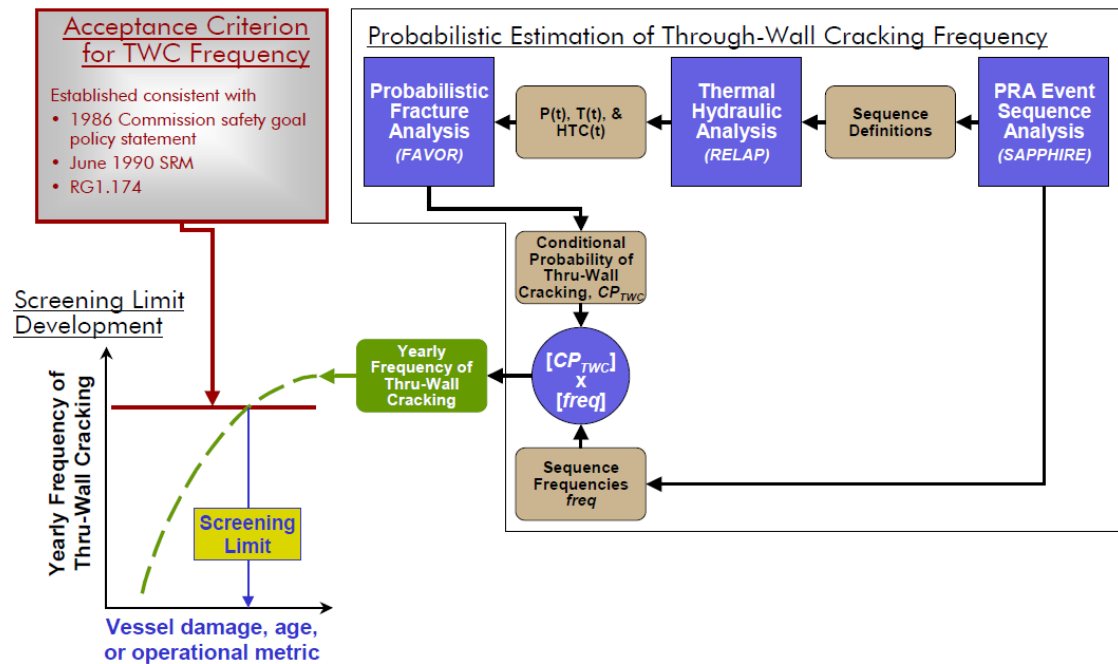 Acceptance Criterion
for TWC Frequency
Established consistent with
• 1986 Commission safety goal
policy statement
• June 1990 SRM
• RG1.174
Probabilistic Estimation of Through-Wall Cracking Frequency
Probabilistic
Fracture
Analysis
(FAVOR)
P(t), T(t), &
HTC(t)
Thermal
Hydraulic
Analysis
(RELAP)
Sequence
Definitions
PRA Event
Sequence
Analysis
(SAPPHIRE)
Conditional
Probability of
Thru-Wall
Cracking, CPTWC
[CPTWC]
x
[freq]
Sequence
Frequencies
freq
Yearly
Frequency of
Thru-Wall
Cracking
Screening Limit
Development
Yearly Frequency of
Thru-Wall Cracking
Screening
Limit
Vessel damage, age,
or operational metric